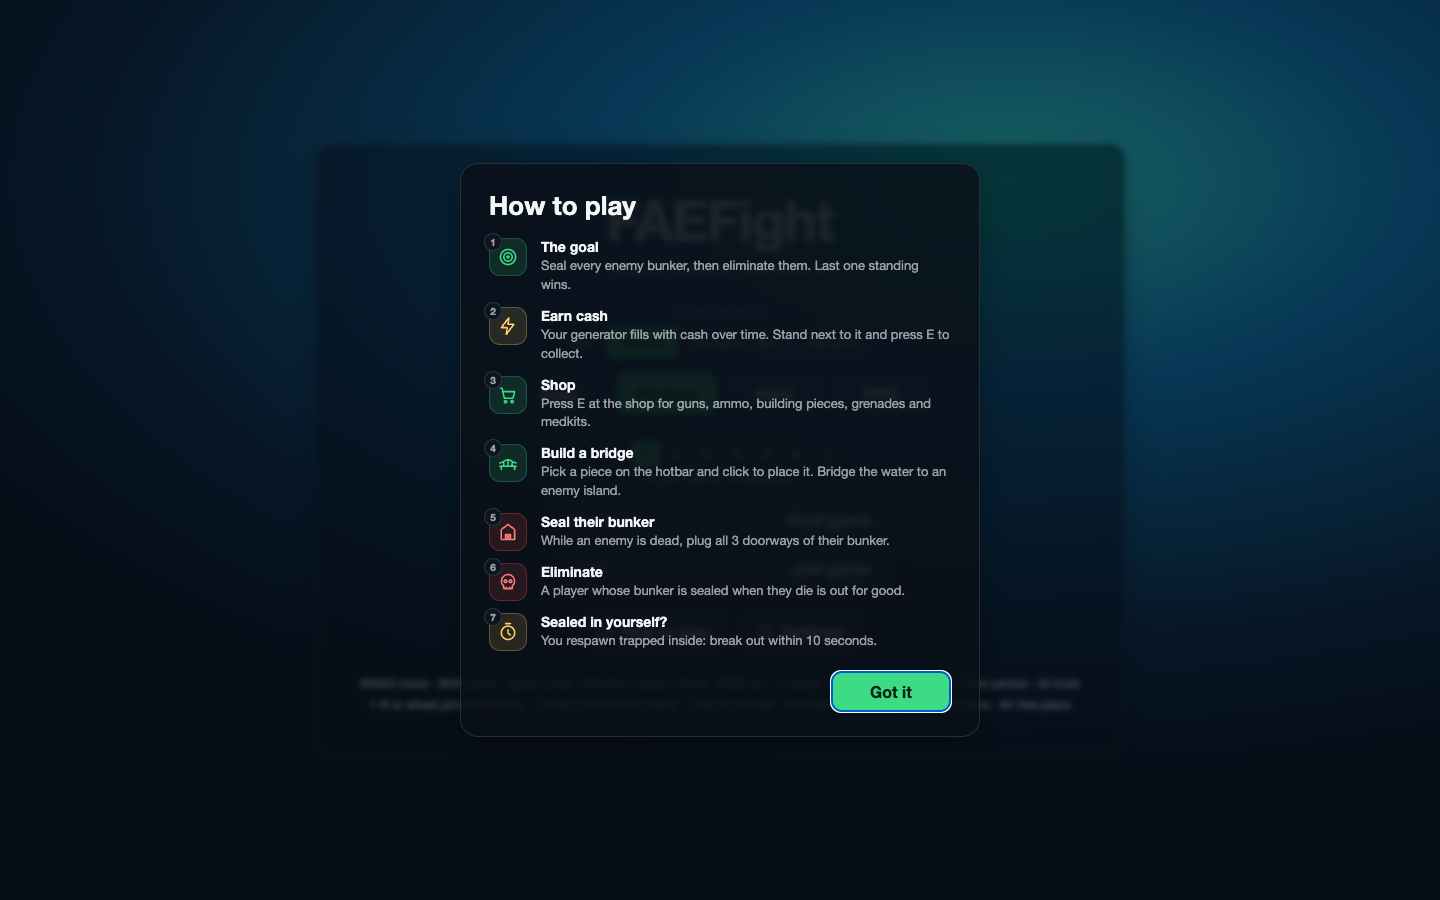 How to play
FAEFight
1
The goal
Seal every enemy bunker, then eliminate them. Last one standing
wins.
2
Earn cash
Your generator fills with cash over time. Stand next to it and press E to
collect.
3
Shop
Press E at the shop for guns, ammo, building pieces, grenades and
medkits.
4
Build a bridge
Pick a piece on the hotbar and click to place it. Bridge the water to an
enemy island.
5
Seal their bunker
While an enemy is dead, plug all 3 doorways of their bunker.
6
Eliminate
A player whose bunker is sealed when they die is out for good.
7
Sealed in yourself?
You respawn trapped inside: break out within 10 seconds.
Got it